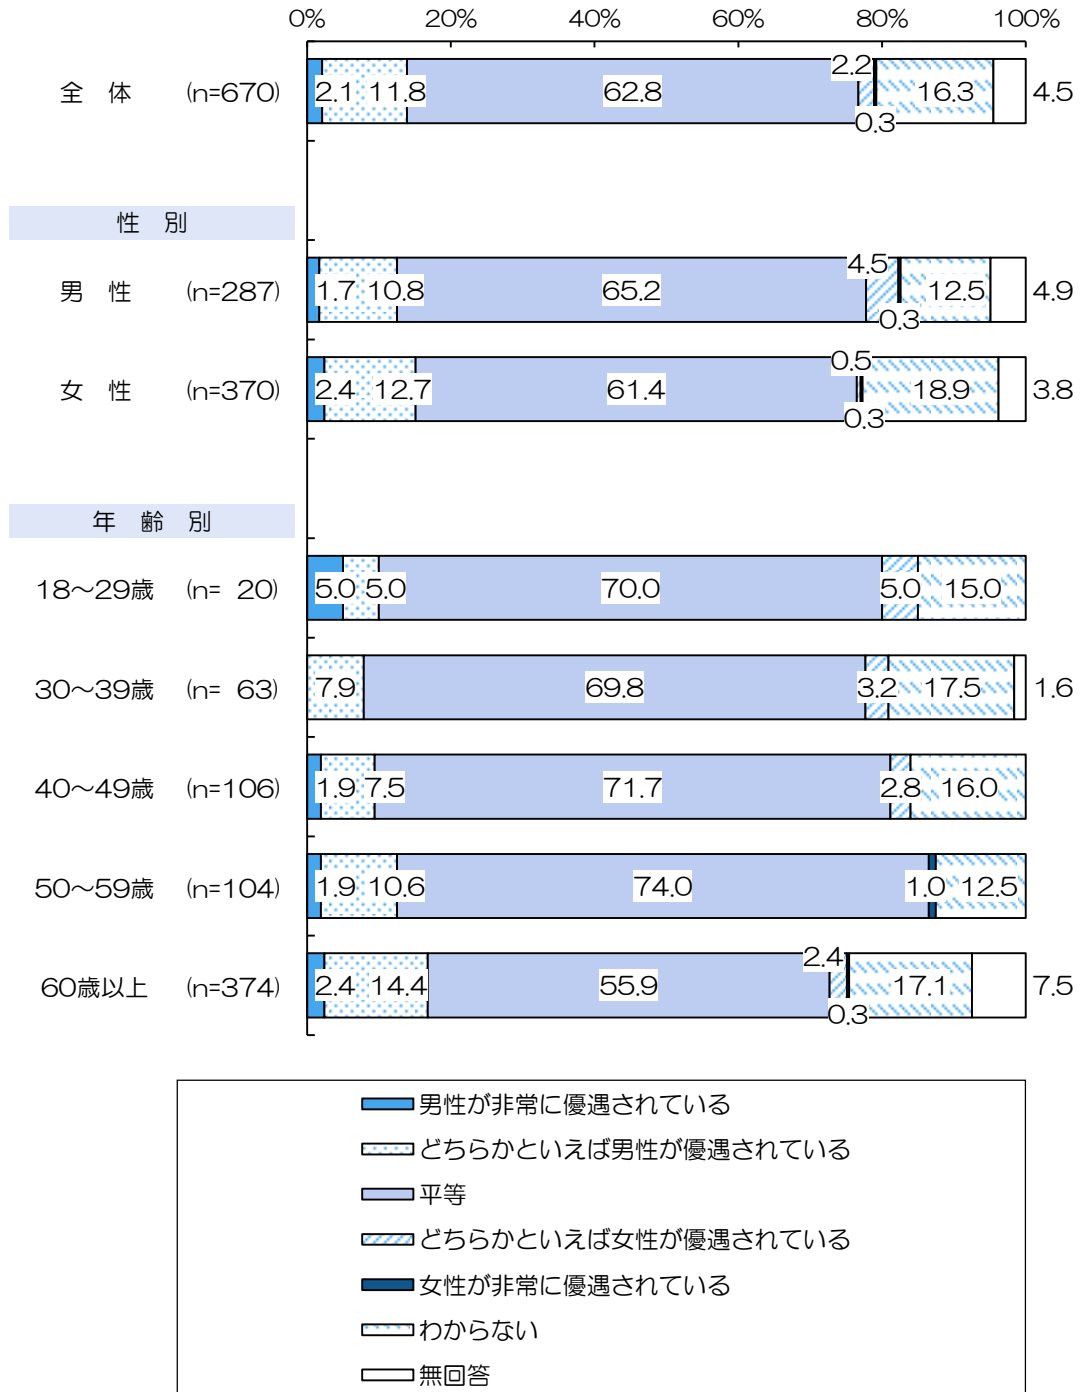 0% 20% 40% 60% 80% 100%
全　体 (n=670) 2.1 11.8 62.8 2.2 0.3 16.3 4.5
性　別
男　性 (n=287) 1.7 10.8 65.2 4.5 0.3 12.5 4.9
女　性 (n=370) 2.4 12.7 61.4 0.5 0.3 18.9 3.8
年　齢　別
18～29歳 (n= 20) 5.0 5.0 70.0 5.0 15.0
30～39歳 (n= 63) 7.9 69.8 3.2 17.5 1.6
40～49歳 (n=106) 1.9 7.5 71.7 2.8 16.0
50～59歳 (n=104) 1.9 10.6 74.0 1.0 12.5
60歳以上 (n=374) 2.4 14.4 55.9 2.4 0.3 17.1 7.5
男性が非常に優遇されている
どちらかといえば男性が優遇されている
平等
どちらかといえば女性が優遇されている
女性が非常に優遇されている
わからない
無回答